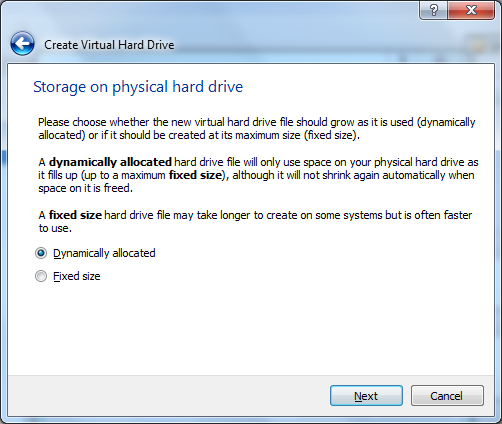 ?
Create Virtual Hard Drive
Storage on physical hard drive
Please choose whether the new virtual hard drive file should grow as it is used (dynamically
allocated) or if it should be created at its maximum size (fixed size).
A dynamically allocated hard drive file will only use space on your physical hard drive as
it fills up (up to a maximum fixed size), although it will not shrink again automatically when
space on it is freed.
A fixed size hard drive file may take longer to create on some systems but is often faster
to use.
Dynamically allocated
Fixed size
Next Cancel